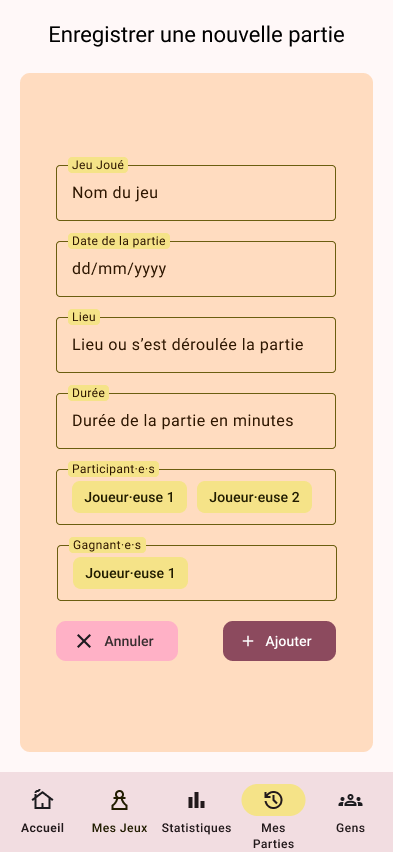 Enregistrer une nouvelle partie
Jeu Joué
Nom du jeu
Date de la partie
dd/mm/yyyy
Lieu
Lieu ou s’est déroulée la partie
Durée
Durée de la partie en minutes
Participant·e·s
Joueur·euse 1 Joueur·euse 2
Gagnant·e·s
Joueur·euse 1
Annuler Ajouter
Accueil Mes Jeux Statistiques Mes Gens
Parties